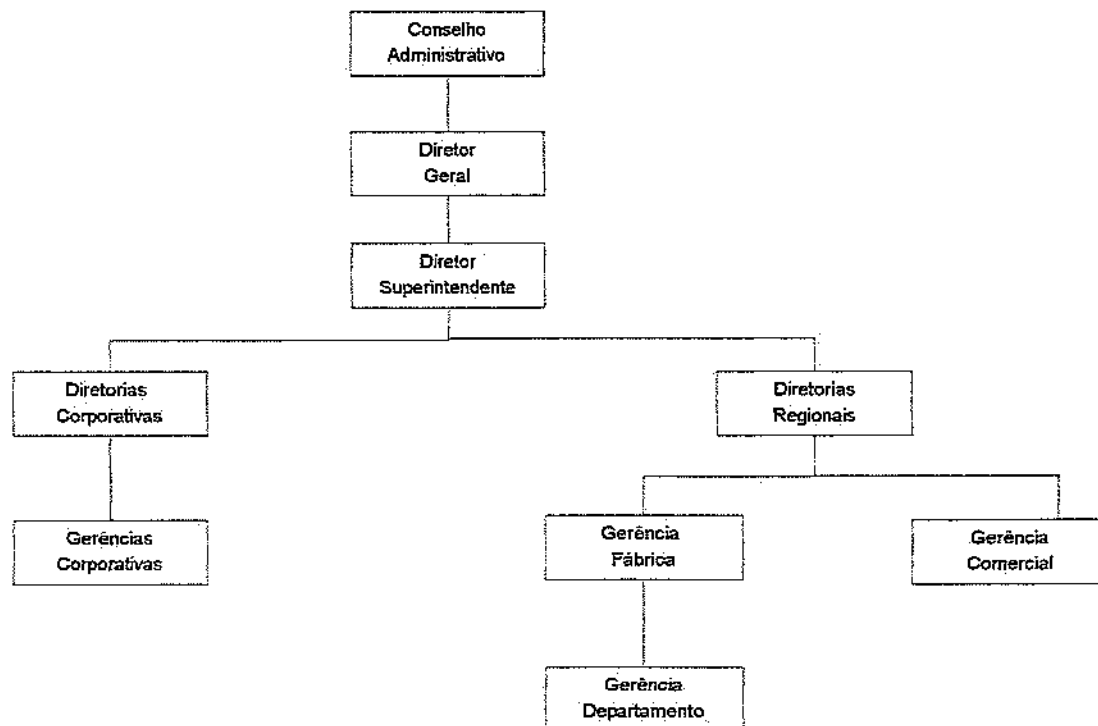 Conselho
Administrativo
Diretor
Geral
Diretor
Superintendente
Diretorias
Corporativas
Diretorias
Regionais
Gerências
Corporativas
Gerência
Fábrica
Gerência
Comercial
Gerência
Departamento